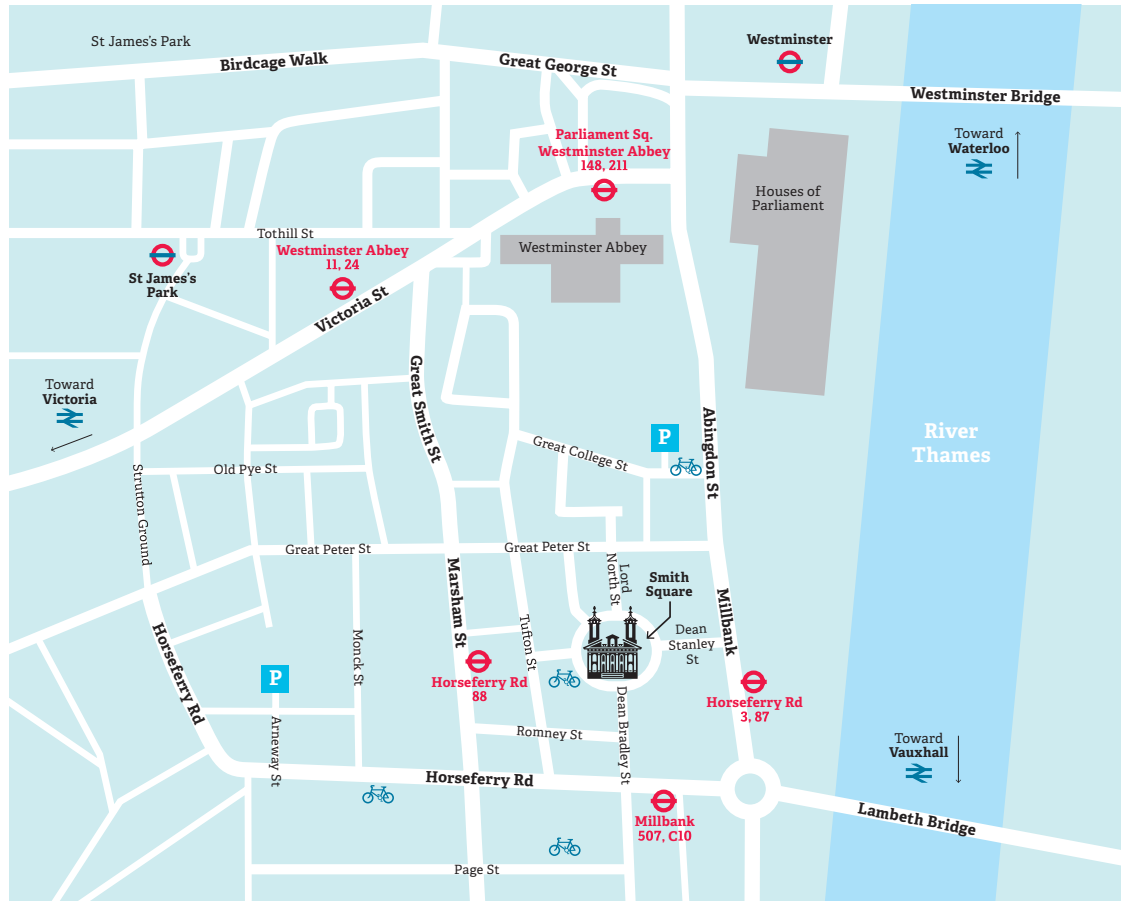 St James's Park
Birdcage Walk
Great George St
Westminster
Westminster Bridge
Toward
Waterloo
Parliament Sq.
Westminster Abbey
148, 211
Houses of
Parliament
Tothill St
Westminster Abbey
11, 24
Westminster Abbey
St James's
Park
Victoria St
Toward
Victoria
Great Smith St
Abingdon St
River
Thames
P
Great College St
Old Pye St
Strutton Ground
Great Peter St
Great Peter St
Lord
North St
Smith
Square
Marsham St
Millbank
Tufton St
Dean
Stanley
St
Monck St
Horseferry Rd
P
Horseferry Rd
88
Horseferry Rd
3, 87
Arneway St
Romney St
Dean Bradley St
Toward
Vauxhall
Horseferry Rd
Millbank
507, C10
Lambeth Bridge
Page St